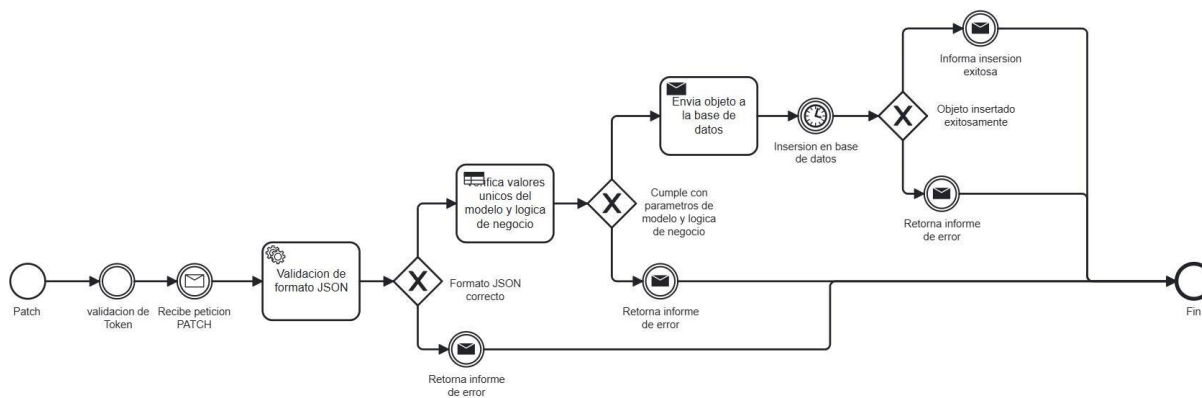 Patch
validacion de
Token
Recibe peticion
PATCH
Validacion de
formato JSON
Formato JSON
correcto
Retorna informe
de error
Verifica valores
unicos del
modelo y logica
de negocio
Cumple con
parametros de
modelo y logica
de negocio
Retorna informe
de error
Envia objeto a
la base de
datos
Insersion en base
de datos
Objeto insertado
exitosamente
Informa insersion
exitosa
Retorna informe
de error
Fin